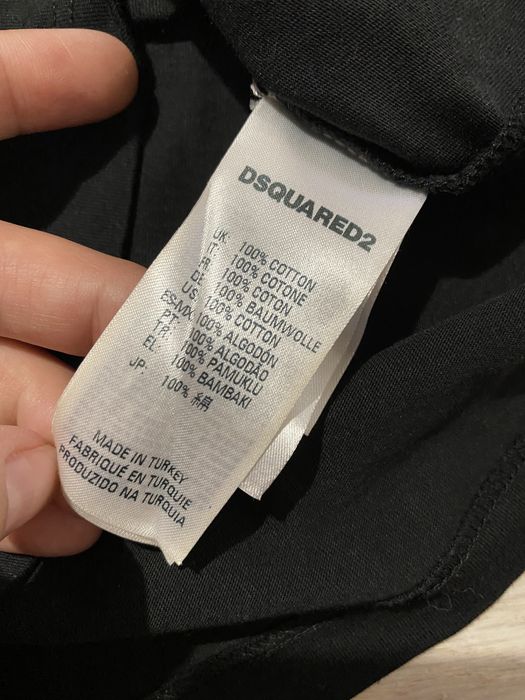 DSQUARED2
UK: 100% COTTON
IT: 100% COTONE
FR: 100% COTON
DE: 100% BAUMWOLLE
US: 100% COTTON
ES/MX: 100% ALGODÓN
PT: 100% ALGODÃO
TR: 100% PAMUKLU
EL: 100% BAMBAKI
JP: 100% 綿
MADE IN TURKEY
FABRIQUÉ EN TURQUIE
PRODUZIDO NA TURQUIA